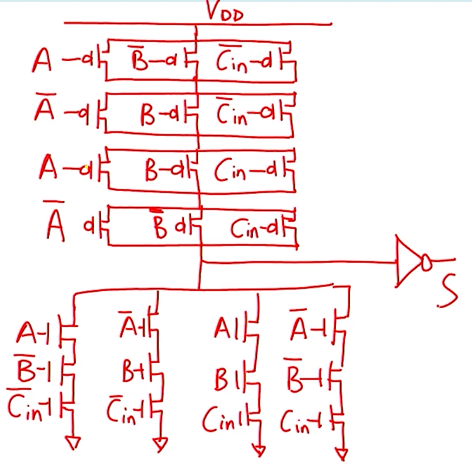 VDD
A B̅ C̅in
A̅ B C̅in
A B Cin
A̅ B̅ Cin
S
A A̅ A A̅
B̅ B B B̅
C̅in C̅in Cin Cin